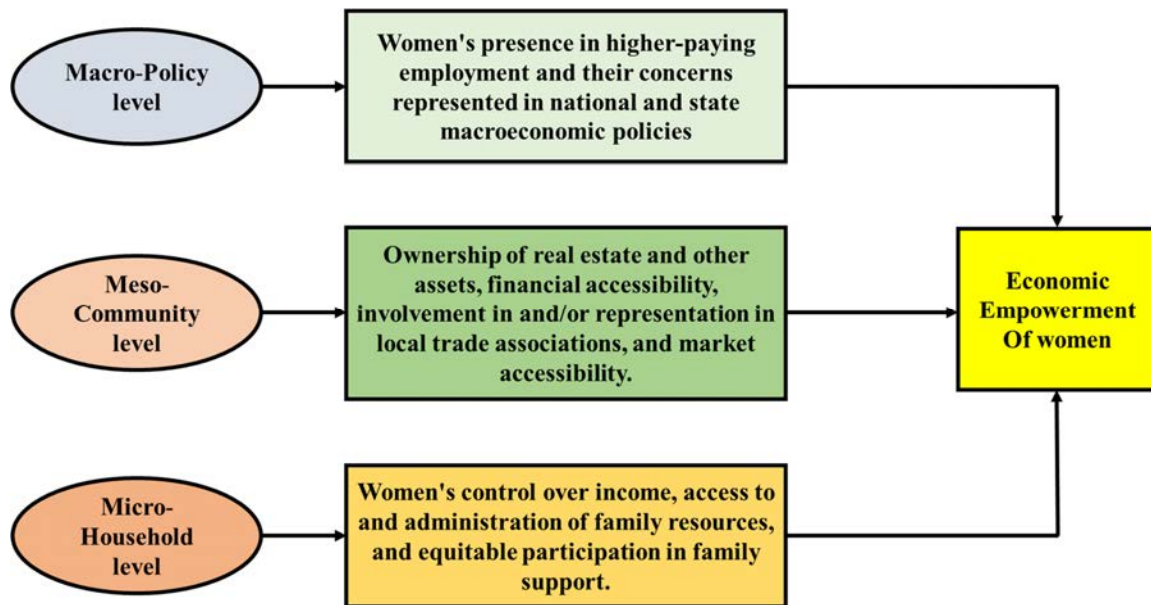 Macro-Policy
level
Women's presence in higher-paying
employment and their concerns
represented in national and state
macroeconomic policies
Meso-
Community
level
Ownership of real estate and other
assets, financial accessibility,
involvement in and/or representation in
local trade associations, and market
accessibility.
Economic
Empowerment
Of women
Micro-
Household
level
Women's control over income, access to
and administration of family resources,
and equitable participation in family
support.